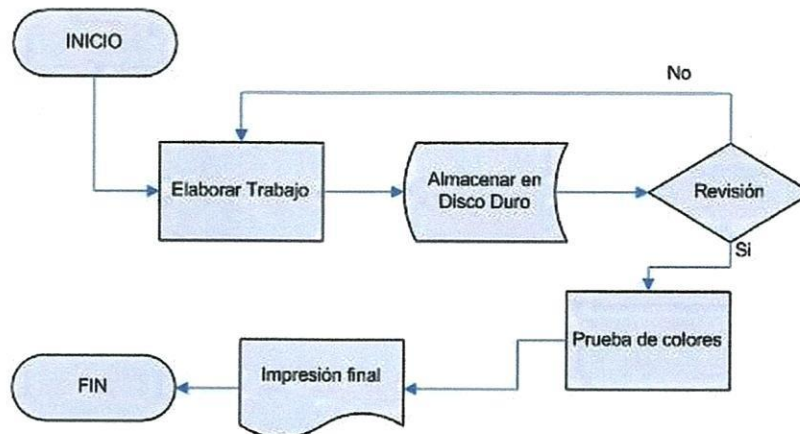 INICIO
No
Elaborar Trabajo
Almacenar en
Disco Duro
Revisión
Si
Prueba de colores
Impresión final
FIN